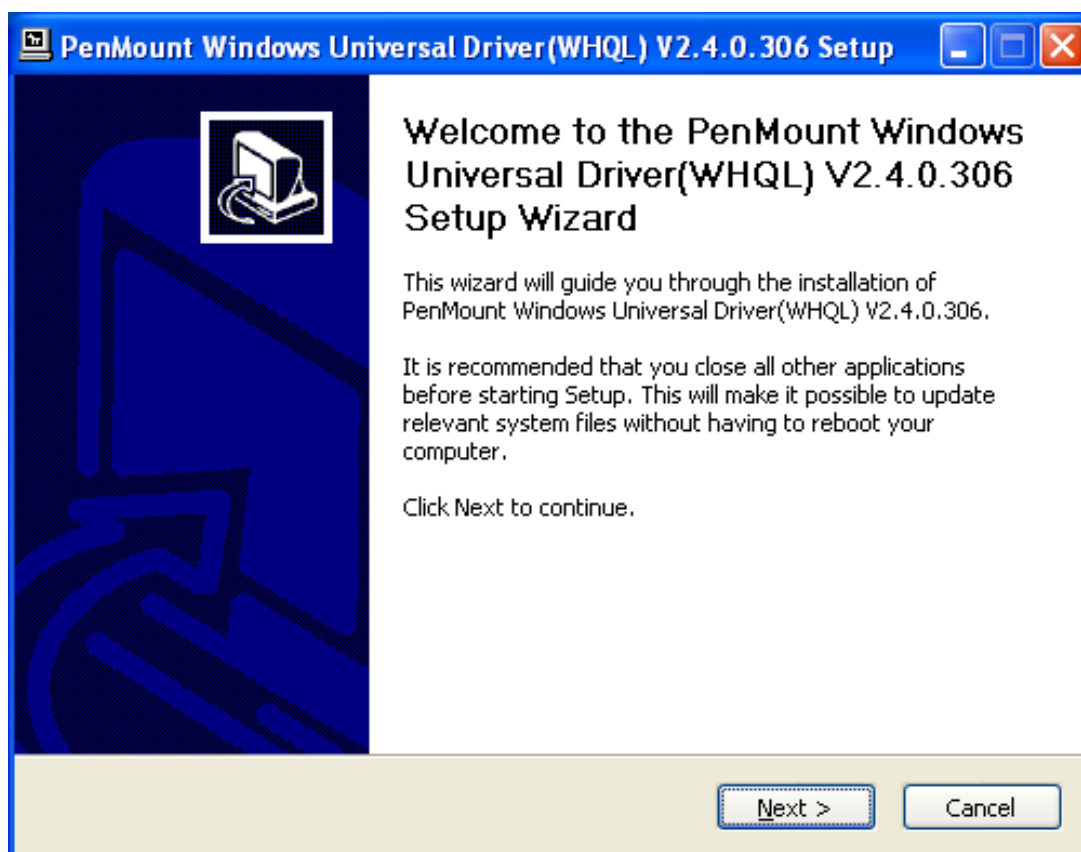 PenMount Windows Universal Driver(WHQL) V2.4.0.306 Setup
Welcome to the PenMount Windows
Universal Driver(WHQL) V2.4.0.306
Setup Wizard
This wizard will guide you through the installation of
PenMount Windows Universal Driver(WHQL) V2.4.0.306.
It is recommended that you close all other applications
before starting Setup. This will make it possible to update
relevant system files without having to reboot your
computer.
Click Next to continue.
Next >
Cancel